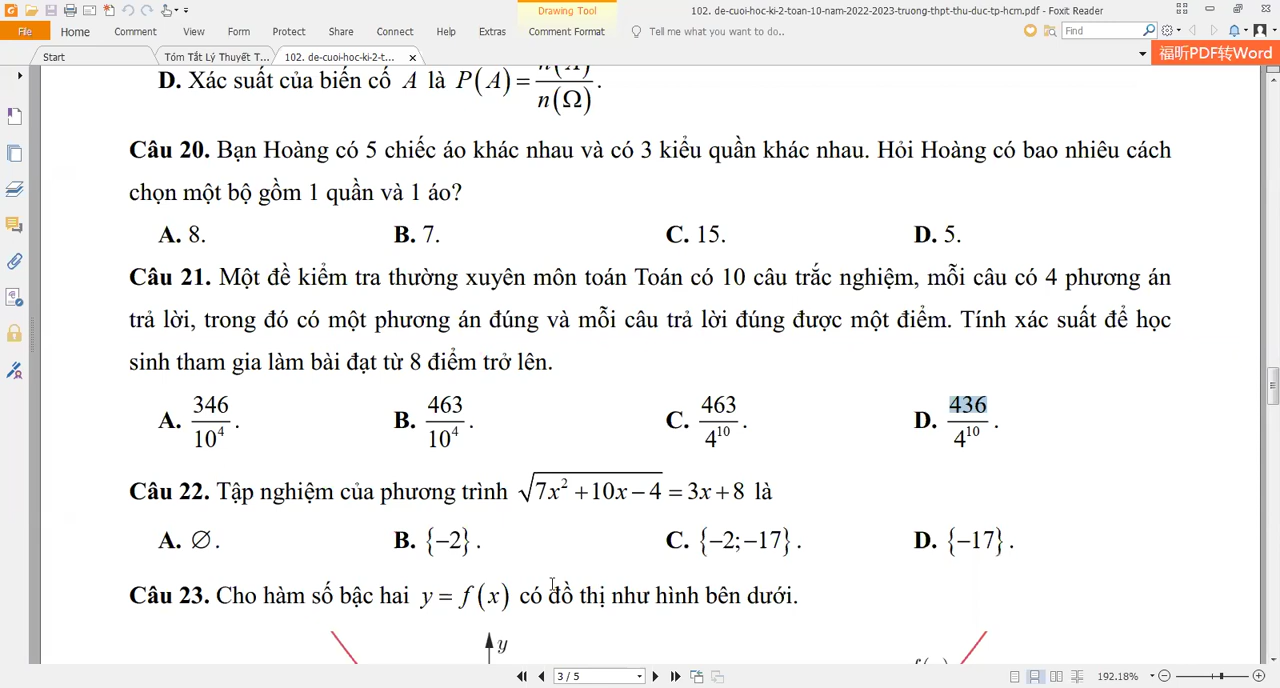 Drawing Tool
102. de-cuoi-hoc-ki-2-toan-10-nam-2022-2023-truong-thpt-thu-duc-tp-hcm.pdf - Foxit Reader
File Home Comment View Form Protect Share Connect Help Extras Comment Format Tell me what you want to do.. Find
Start Tóm Tắt Lý Thuyết T... 102. de-cuoi-hoc-ki-2-t... 福昕PDF转Word
D. Xác suất của biến cố A là P(A) = n(A)/n(Ω).
Câu 20. Bạn Hoàng có 5 chiếc áo khác nhau và có 3 kiểu quần khác nhau. Hỏi Hoàng có bao nhiêu cách
chọn một bộ gồm 1 quần và 1 áo?
A. 8. B. 7. C. 15. D. 5.
Câu 21. Một đề kiểm tra thường xuyên môn toán Toán có 10 câu trắc nghiệm, mỗi câu có 4 phương án
trả lời, trong đó có một phương án đúng và mỗi câu trả lời đúng được một điểm. Tính xác suất để học
sinh tham gia làm bài đạt từ 8 điểm trở lên.
A. 346/10⁴. B. 463/10⁴. C. 463/4¹⁰. D. 436/4¹⁰.
Câu 22. Tập nghiệm của phương trình √(7x² + 10x − 4) = 3x + 8 là
A. ∅. B. {−2}. C. {−2; −17}. D. {−17}.
Câu 23. Cho hàm số bậc hai y = f(x) có đồ thị như hình bên dưới.
y
3 / 5 192.18%